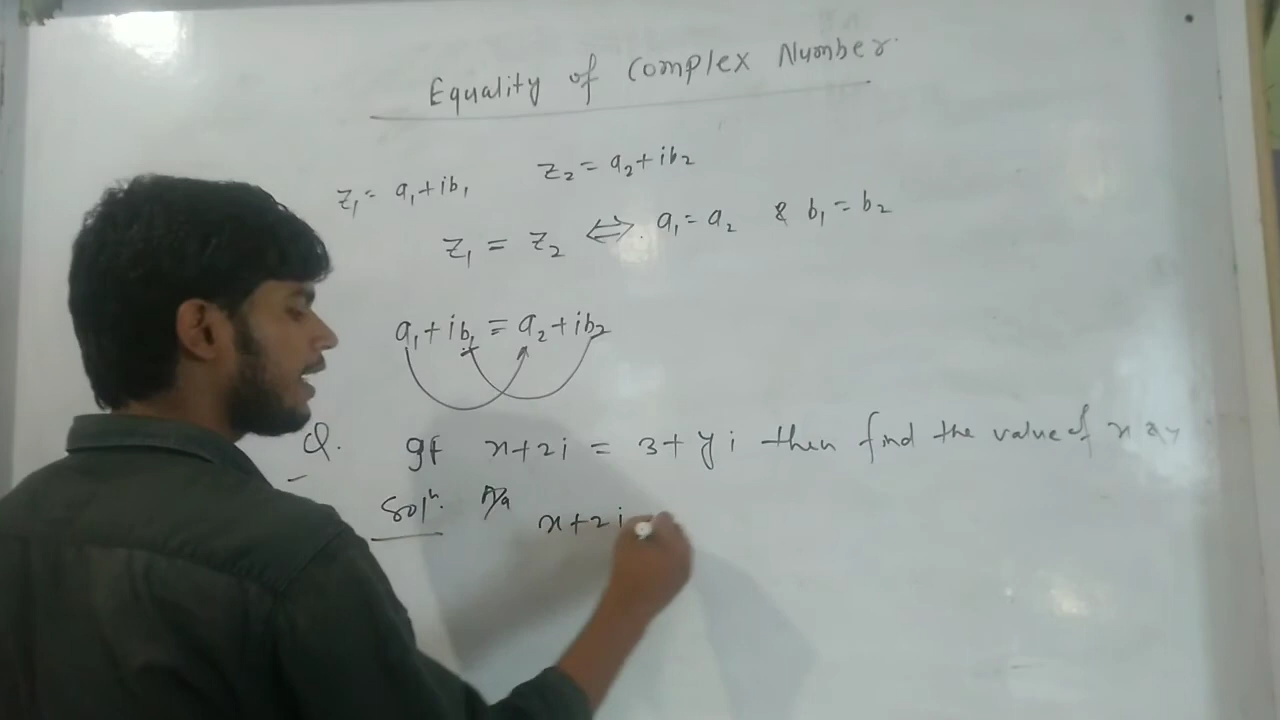 Equality of Complex Number
z₁ = a₁+ib₁ z₂ = a₂+ib₂
z₁ = z₂ ⇔ a₁ = a₂ & b₁ = b₂
a₁+ib₁ = a₂+ib₂
Q. If x+2i = 3+yi then find the value of x & y
Solⁿ. A/q x+2i